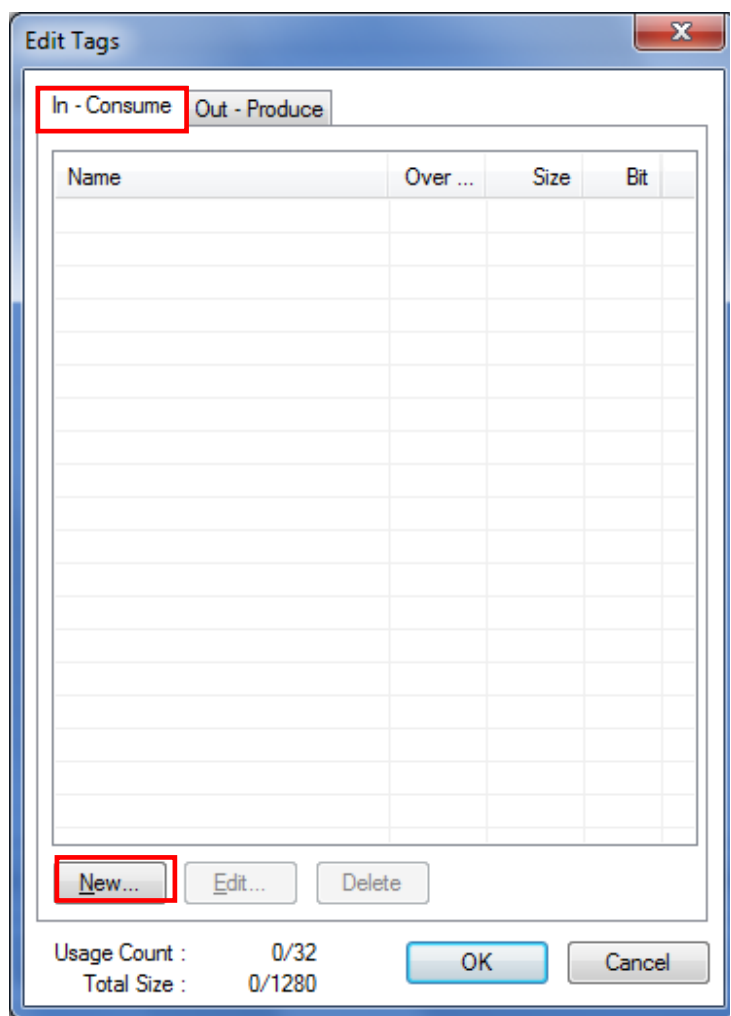 Edit Tags
In - Consume Out - Produce
Name Over ... Size Bit
New... Edit... Delete
Usage Count : 0/32
Total Size : 0/1280
OK Cancel